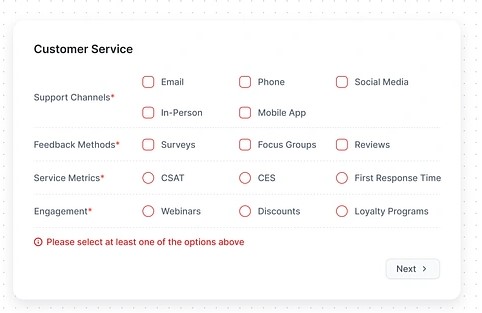 Customer Service
Support Channels*
Email Phone Social Media
In-Person Mobile App
Feedback Methods* Surveys Focus Groups Reviews
Service Metrics* CSAT CES First Response Time
Engagement* Webinars Discounts Loyalty Programs
Please select at least one of the options above
Next